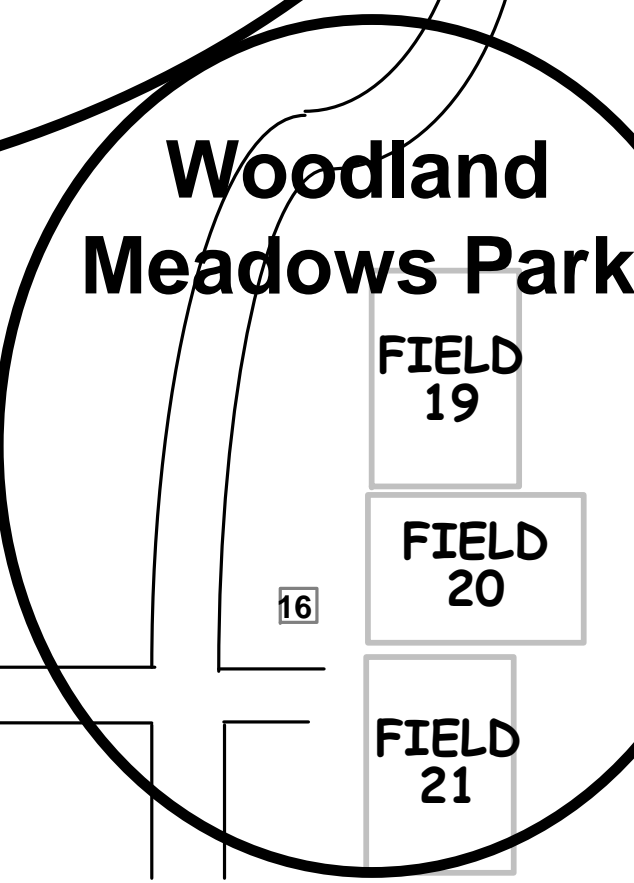 Woodland
Meadows Park
FIELD
19
FIELD
20
16
FIELD
21